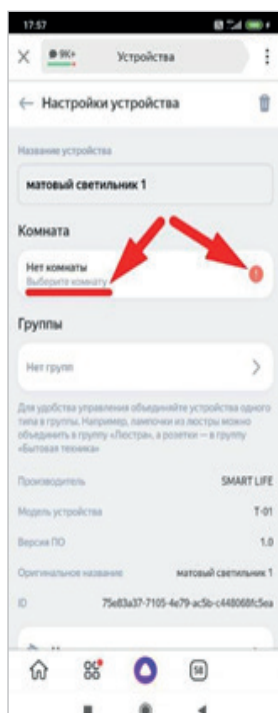 17:57
9K+ Устройства
Настройки устройства
Название устройства
матовый светильник 1
Комната
Нет комнаты
Выберите комнату
!
Группы
Нет групп
Для удобства управления объединяйте устройства одного
типа в группы. Например, лампочки из люстры можно
объединить в группу «Люстра», а розетки — в группу
«Бытовая техника»
Производитель SMART LIFE
Модель устройства T-01
Версия ПО 1.0
Оригинальное название матовый светильник 1
ID 75e83a37-7105-4e79-ac5b-c448068fc5ea
58